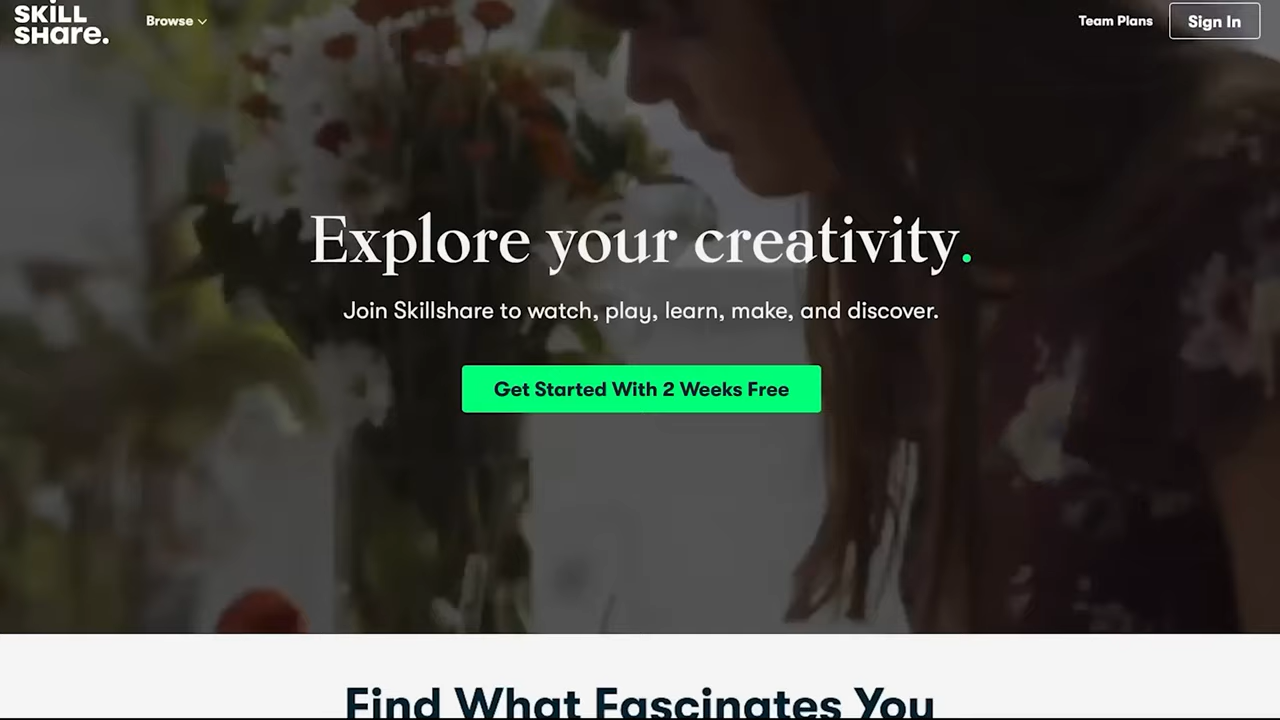 SKILL
SHare.
Browse
Team Plans
Sign In
Explore your creativity.
Join Skillshare to watch, play, learn, make, and discover.
Get Started With 2 Weeks Free
Find What Fascinates You